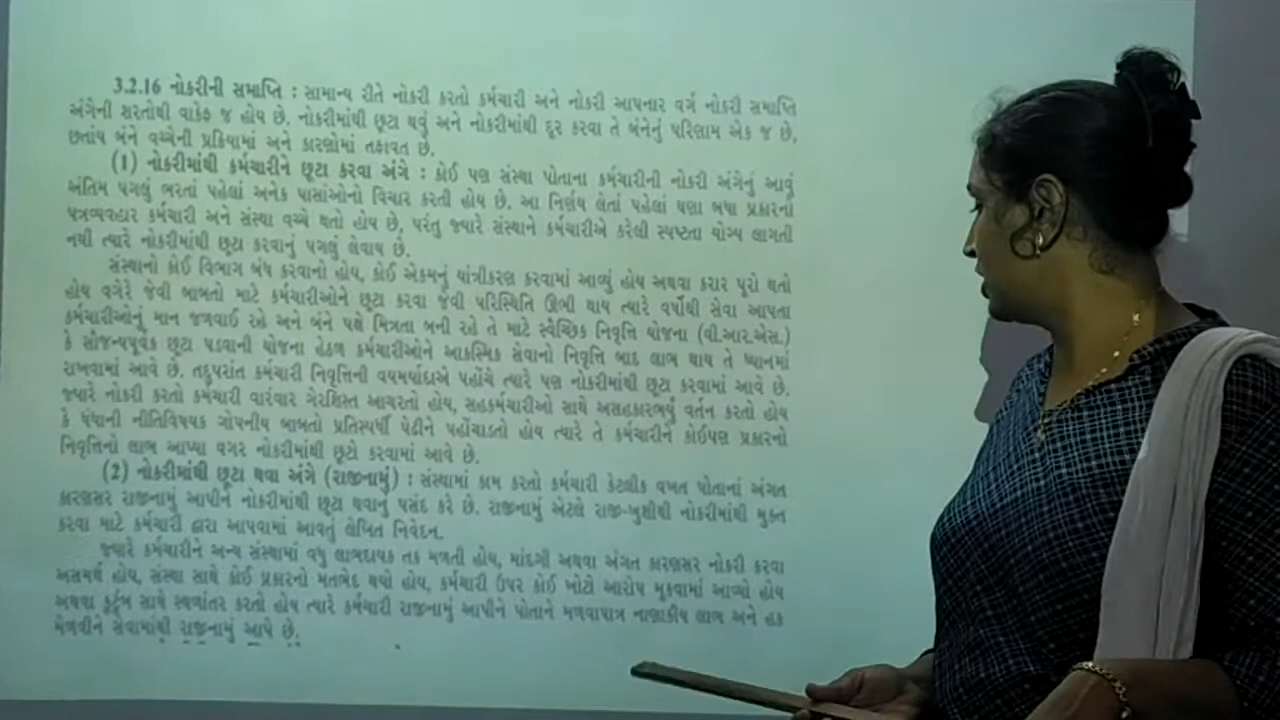 3.2.16 નોકરીની સમાપ્તિ : સામાન્ય રીતે નોકરી કરતો કર્મચારી અને નોકરી આપનાર વર્ગ નોકરી સમાપ્તિ
અંગેની શરતોથી વાકેફ જ હોય છે. નોકરીમાંથી છૂટા થવું અને નોકરીમાંથી દૂર કરવા તે બંનેનું પરિણામ એક જ છે,
છતાંય બંને વચ્ચેની પ્રક્રિયામાં અને કારણોમાં તફાવત છે.
(1) નોકરીમાંથી કર્મચારીને છૂટા કરવા અંગે : કોઈ પણ સંસ્થા પોતાના કર્મચારીની નોકરી અંગેનું આવું
અંતિમ પગલું ભરતાં પહેલાં અનેક પાસાંઓનો વિચાર કરતી હોય છે. આ નિર્ણય લેતાં પહેલાં ઘણા બધા પ્રકારનો
પત્રવ્યવહાર કર્મચારી અને સંસ્થા વચ્ચે થતો હોય છે, પરંતુ જ્યારે સંસ્થાને કર્મચારીએ કરેલી સ્પષ્ટતા યોગ્ય લાગતી
નથી ત્યારે નોકરીમાંથી છૂટા કરવાનું પગલું લેવાય છે.
સંસ્થાનો કોઈ વિભાગ બંધ કરવાનો હોય, કોઈ એકમનું યાંત્રીકરણ કરવામાં આવ્યું હોય અથવા કરાર પૂરો થતો
હોય વગેરે જેવી બાબતો માટે કર્મચારીઓને છૂટા કરવા જેવી પરિસ્થિતિ ઊભી થાય ત્યારે વર્ષોથી સેવા આપતા
કર્મચારીઓનું માન જળવાઈ રહે અને બંને પક્ષે મિત્રતા બની રહે તે માટે સ્વૈચ્છિક નિવૃત્તિ યોજના (વી.આર.એસ.)
કે સૌજન્યપૂર્વક છૂટા પડવાની યોજના હેઠળ કર્મચારીઓને આકસ્મિક સેવાનો નિવૃત્તિ બાદ લાભ થાય તે ધ્યાનમાં
રાખવામાં આવે છે. તદુપરાંત કર્મચારી નિવૃત્તિની વયમર્યાદાએ પહોંચે ત્યારે પણ નોકરીમાંથી છૂટા કરવામાં આવે છે.
જ્યારે નોકરી કરતો કર્મચારી વારંવાર ગેરશિસ્ત આચરતો હોય, સહકર્મચારીઓ સાથે અસહકારભર્યું વર્તન કરતો હોય
કે ધંધાની નીતિવિષયક ગોપનીય બાબતો પ્રતિસ્પર્ધી પેઢીને પહોંચાડતો હોય ત્યારે તે કર્મચારીને કોઈપણ પ્રકારનો
નિવૃત્તિનો લાભ આપ્યા વગર નોકરીમાંથી છૂટો કરવામાં આવે છે.
(2) નોકરીમાંથી છૂટા થવા અંગે (રાજીનામું) : સંસ્થામાં કામ કરતો કર્મચારી કેટલીક વખત પોતાનાં અંગત
કારણસર રાજીનામું આપીને નોકરીમાંથી છૂટા થવાનું પસંદ કરે છે. રાજીનામું એટલે રાજી-ખુશીથી નોકરીમાંથી મુક્ત
કરવા માટે કર્મચારી દ્વારા આપવામાં આવતું લેખિત નિવેદન.
જ્યારે કર્મચારીને અન્ય સંસ્થામાં વધુ લાભદાયક તક મળતી હોય, માંદગી અથવા અંગત કારણસર નોકરી કરવા
અસમર્થ હોય, સંસ્થા સાથે કોઈ પ્રકારનો મતભેદ થયો હોય, કર્મચારી ઉપર કોઈ ખોટો આરોપ મૂકવામાં આવ્યો હોય
અથવા કુટુંબ સાથે સ્થળાંતર કરતો હોય ત્યારે કર્મચારી રાજીનામું આપીને પોતાને મળવાપાત્ર નાણાકીય લાભ અને હક
મેળવીને સેવામાંથી રાજીનામું આપે છે.